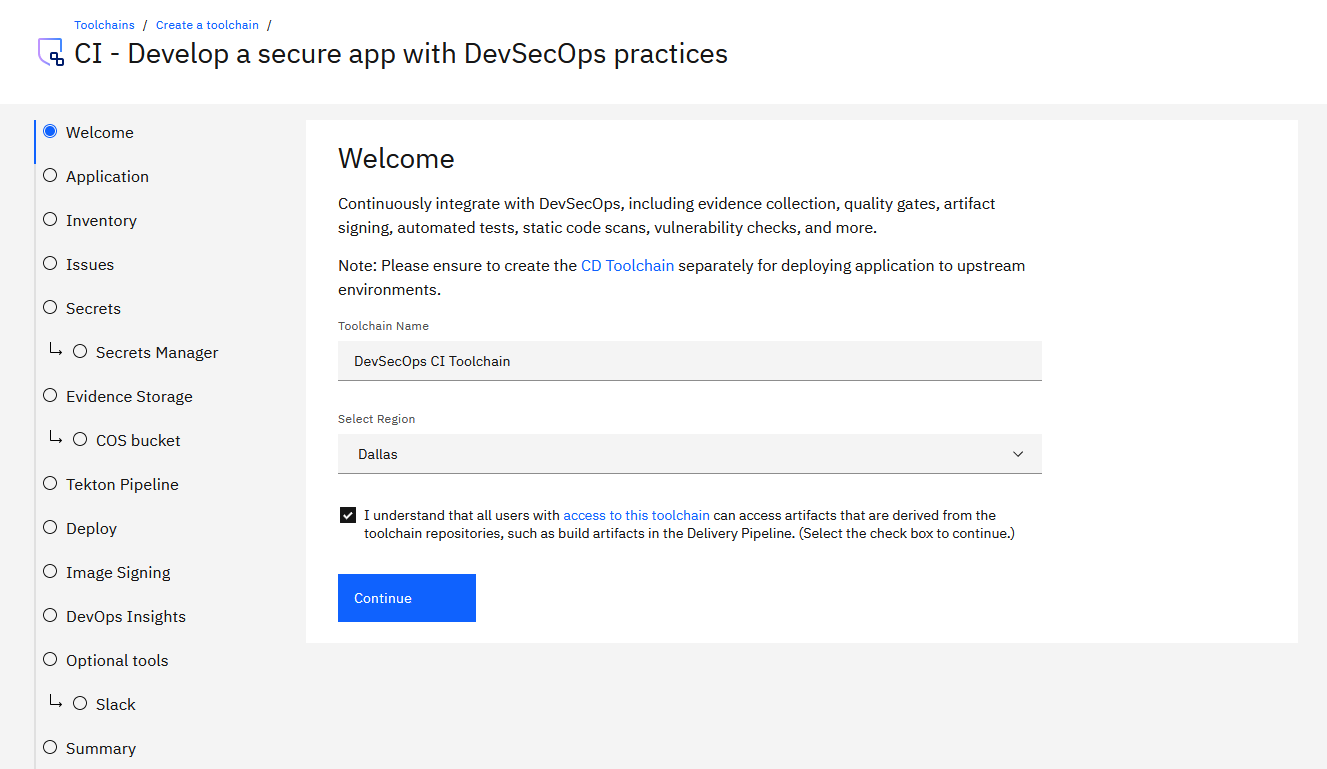 Toolchains / Create a toolchain /
CI - Develop a secure app with DevSecOps practices
Welcome
Application
Inventory
Issues
Secrets
Secrets Manager
Evidence Storage
COS bucket
Tekton Pipeline
Deploy
Image Signing
DevOps Insights
Optional tools
Slack
Summary
Welcome
Continuously integrate with DevSecOps, including evidence collection, quality gates, artifact
signing, automated tests, static code scans, vulnerability checks, and more.
Note: Please ensure to create the CD Toolchain separately for deploying application to upstream
environments.
Toolchain Name
DevSecOps CI Toolchain
Select Region
Dallas
I understand that all users with access to this toolchain can access artifacts that are derived from the
toolchain repositories, such as build artifacts in the Delivery Pipeline. (Select the check box to continue.)
Continue